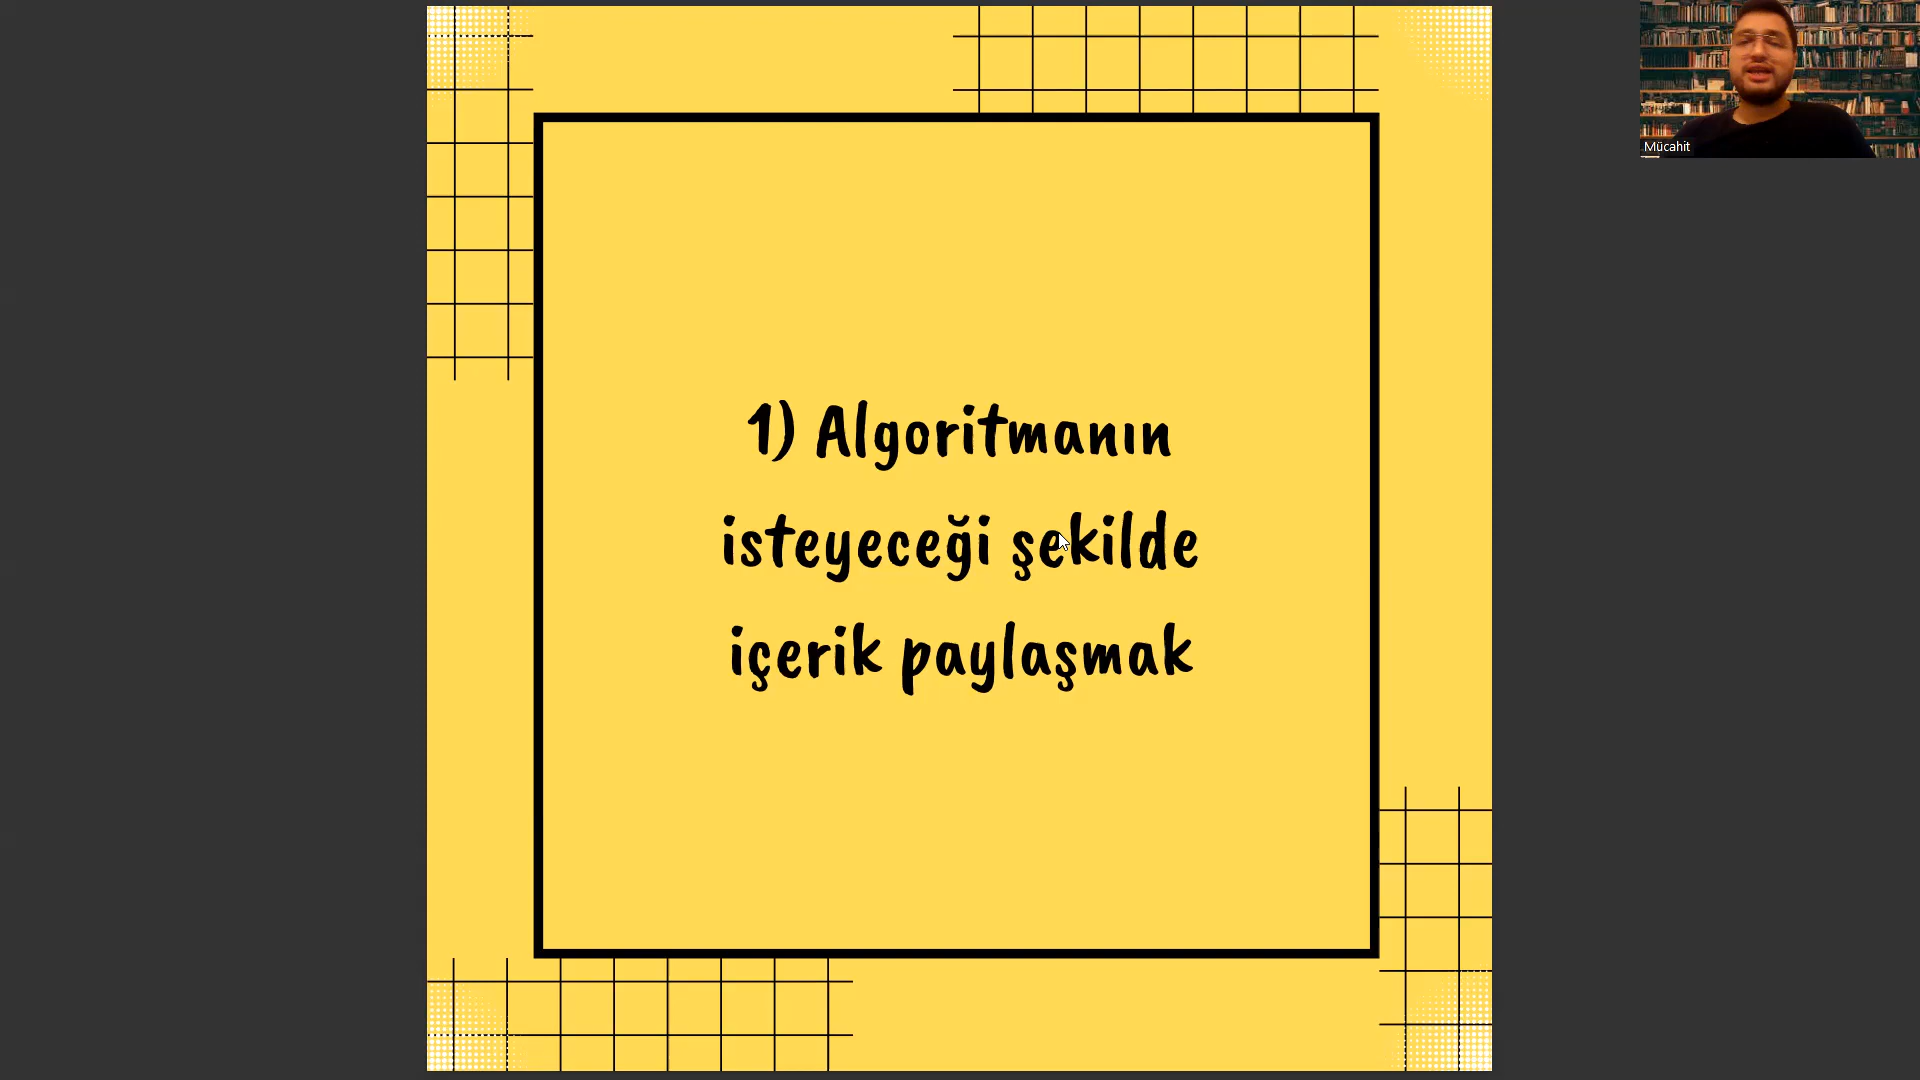 Mücahit
1) Algoritmanın
isteyeceği şekilde
içerik paylaşmak